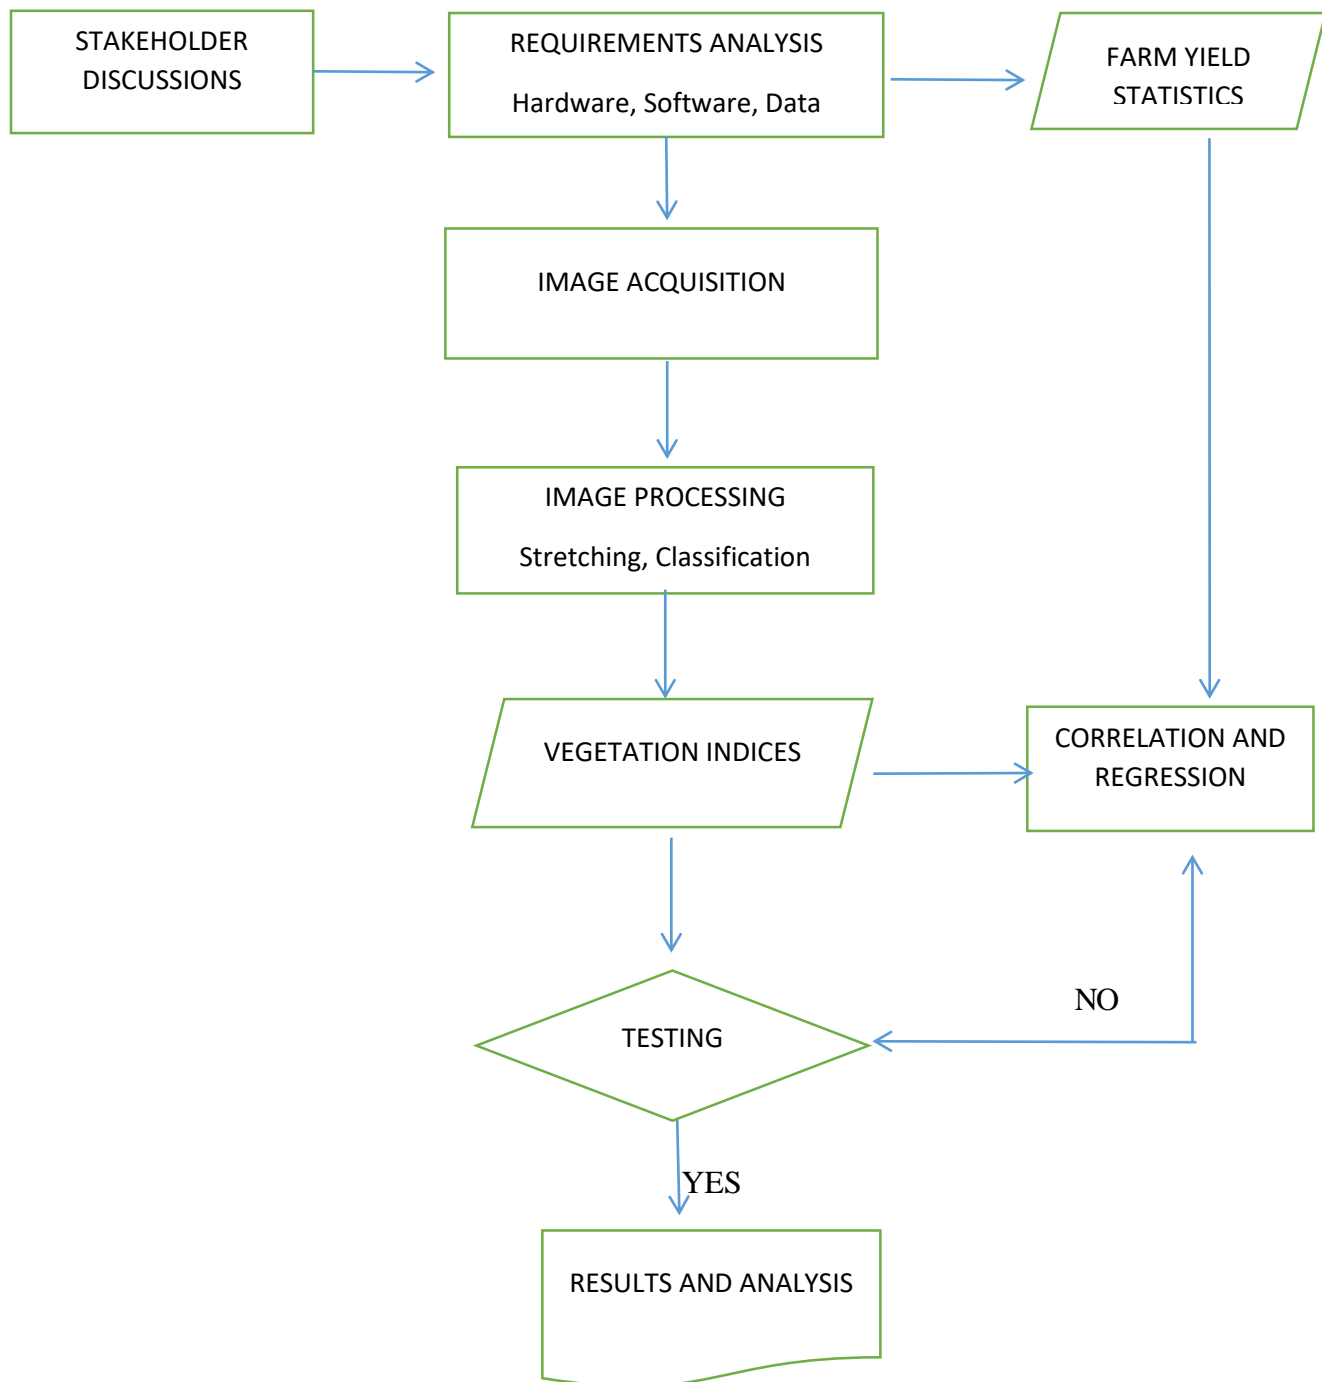 STAKEHOLDER
DISCUSSIONS
REQUIREMENTS ANALYSIS
Hardware, Software, Data
FARM YIELD
STATISTICS
IMAGE ACQUISITION
IMAGE PROCESSING
Stretching, Classification
VEGETATION INDICES
CORRELATION AND
REGRESSION
NO
TESTING
YES
RESULTS AND ANALYSIS